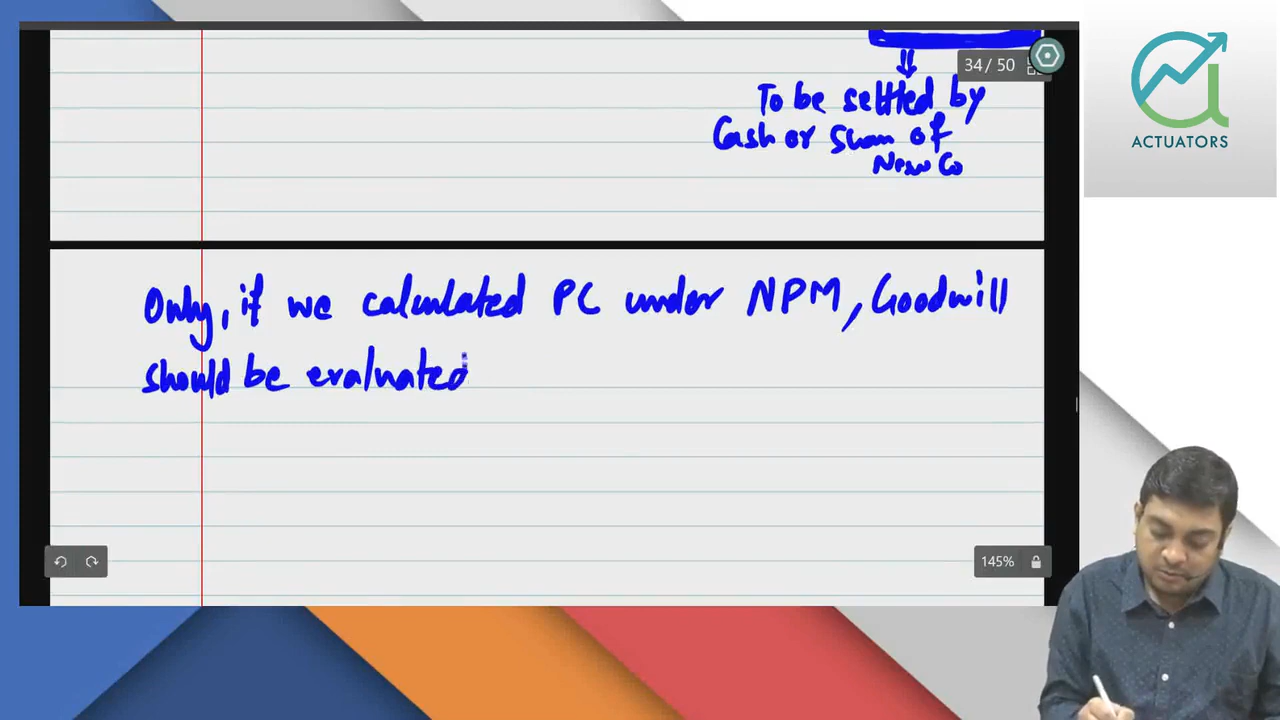 34 / 50
To be settled by
Cash or Sham of
New Co
Only, if we calculated PC under NPM, Goodwill
should be evaluated
145%
ACTUATORS